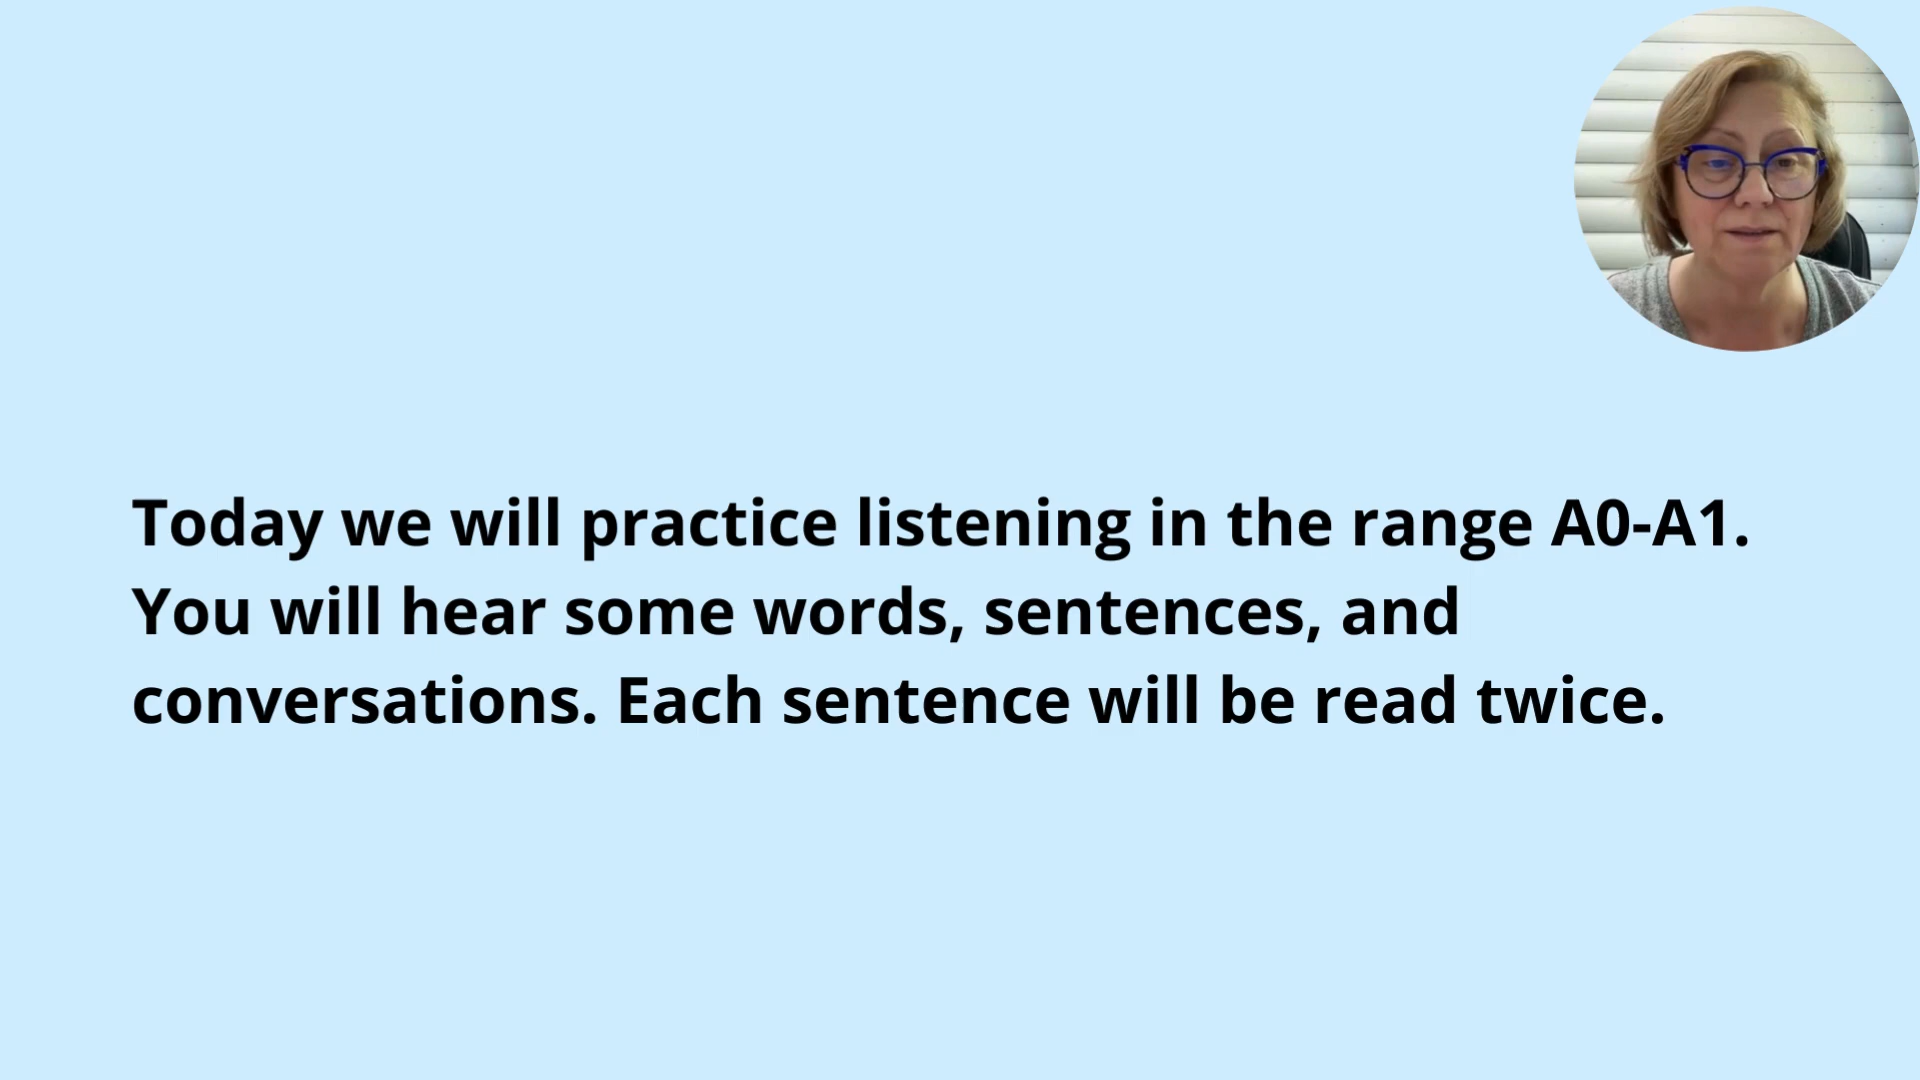 Today we will practice listening in the range A0-A1.
You will hear some words, sentences, and
conversations. Each sentence will be read twice.